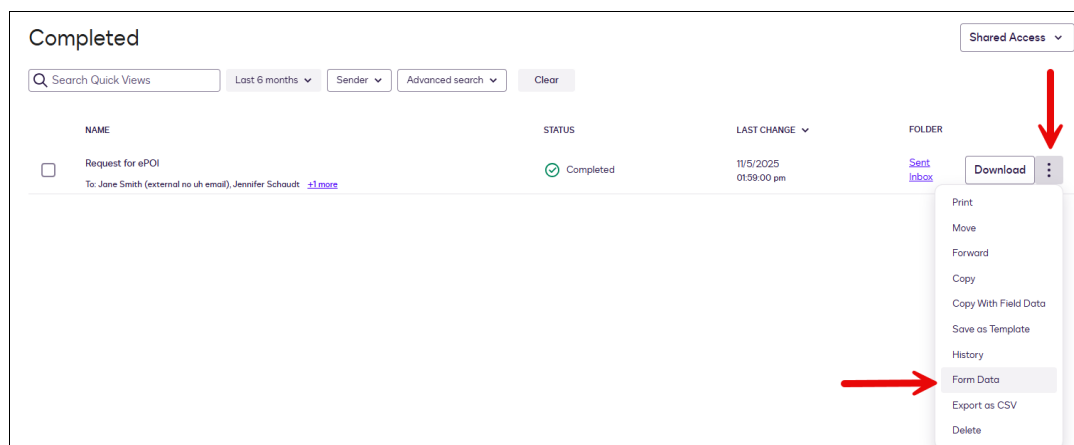 Completed
Shared Access
Search Quick Views
Last 6 months
Sender
Advanced search
Clear
NAME
STATUS
LAST CHANGE
FOLDER
Request for ePOI
To: Jane Smith (external no uh email), Jennifer Schaudt +1 more
Completed
11/5/2025
01:59:00 pm
Sent
Inbox
Download
Print
Move
Forward
Copy
Copy With Field Data
Save as Template
History
Form Data
Export as CSV
Delete